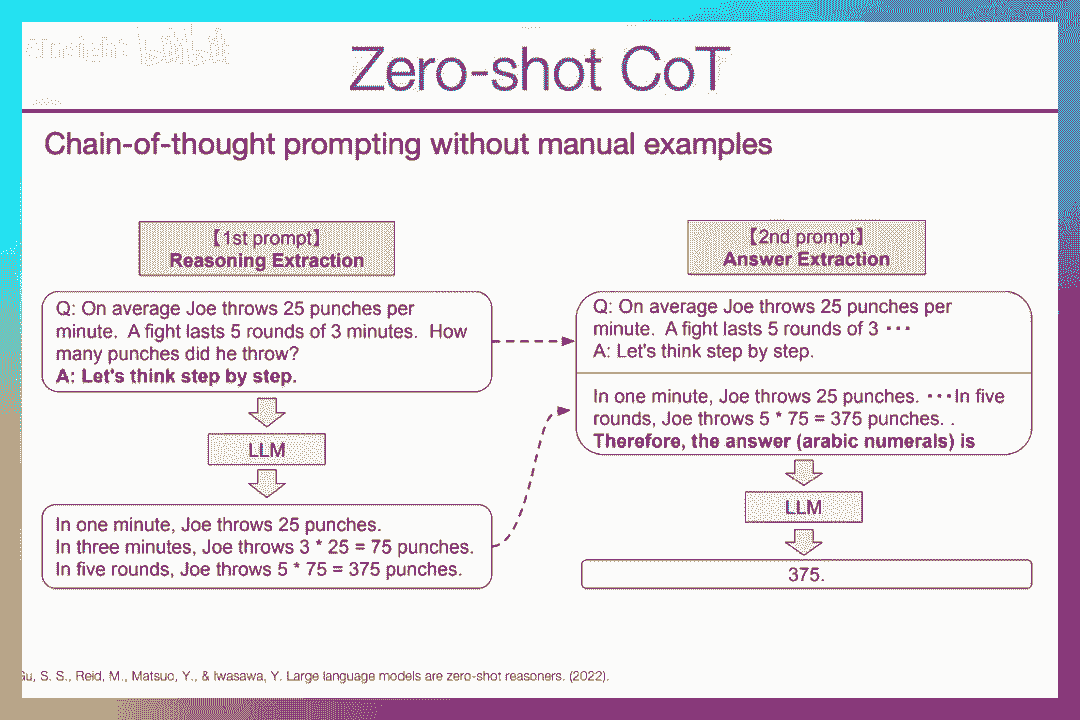 Zero-shot CoT
Chain-of-thought prompting without manual examples
【1st prompt】
Reasoning Extraction
Q: On average Joe throws 25 punches per
minute. A fight lasts 5 rounds of 3 minutes. How
many punches did he throw?
A: Let's think step by step.
LLM
In one minute, Joe throws 25 punches.
In three minutes, Joe throws 3 * 25 = 75 punches.
In five rounds, Joe throws 5 * 75 = 375 punches.
【2nd prompt】
Answer Extraction
Q: On average Joe throws 25 punches per
minute. A fight lasts 5 rounds of 3 ･･･
A: Let's think step by step.
In one minute, Joe throws 25 punches. ･･･In five
rounds, Joe throws 5 * 75 = 375 punches. .
Therefore, the answer (arabic numerals) is
LLM
375.
S. S., Reid, M., Matsuo, Y., & Iwasawa, Y. Large language models are zero-shot reasoners. (2022).